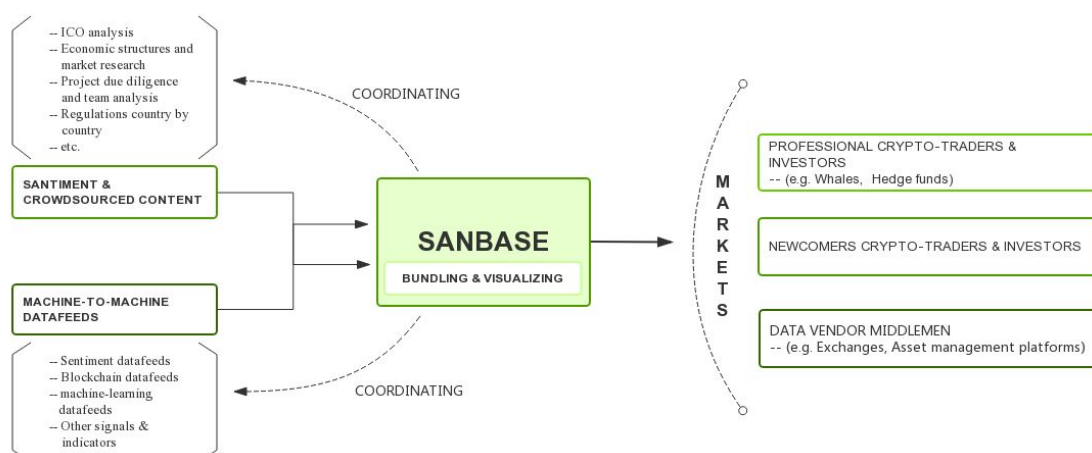 -- ICO analysis
-- Economic structures and
market research
-- Project due diligence
and team analysis
-- Regulations country by
country
-- etc.
SANTIMENT &
CROWDSOURCED CONTENT
MACHINE-TO-MACHINE
DATAFEEDS
-- Sentiment datafeeds
-- Blockchain datafeeds
-- machine-learning
datafeeds
-- Other signals &
indicators
COORDINATING
SANBASE
BUNDLING & VISUALIZING
COORDINATING
MARKETS
PROFESSIONAL CRYPTO-TRADERS &
INVESTORS
-- (e.g. Whales, Hedge funds)
NEWCOMERS CRYPTO-TRADERS & INVESTORS
DATA VENDOR MIDDLEMEN
-- (e.g. Exchanges, Asset management platforms)